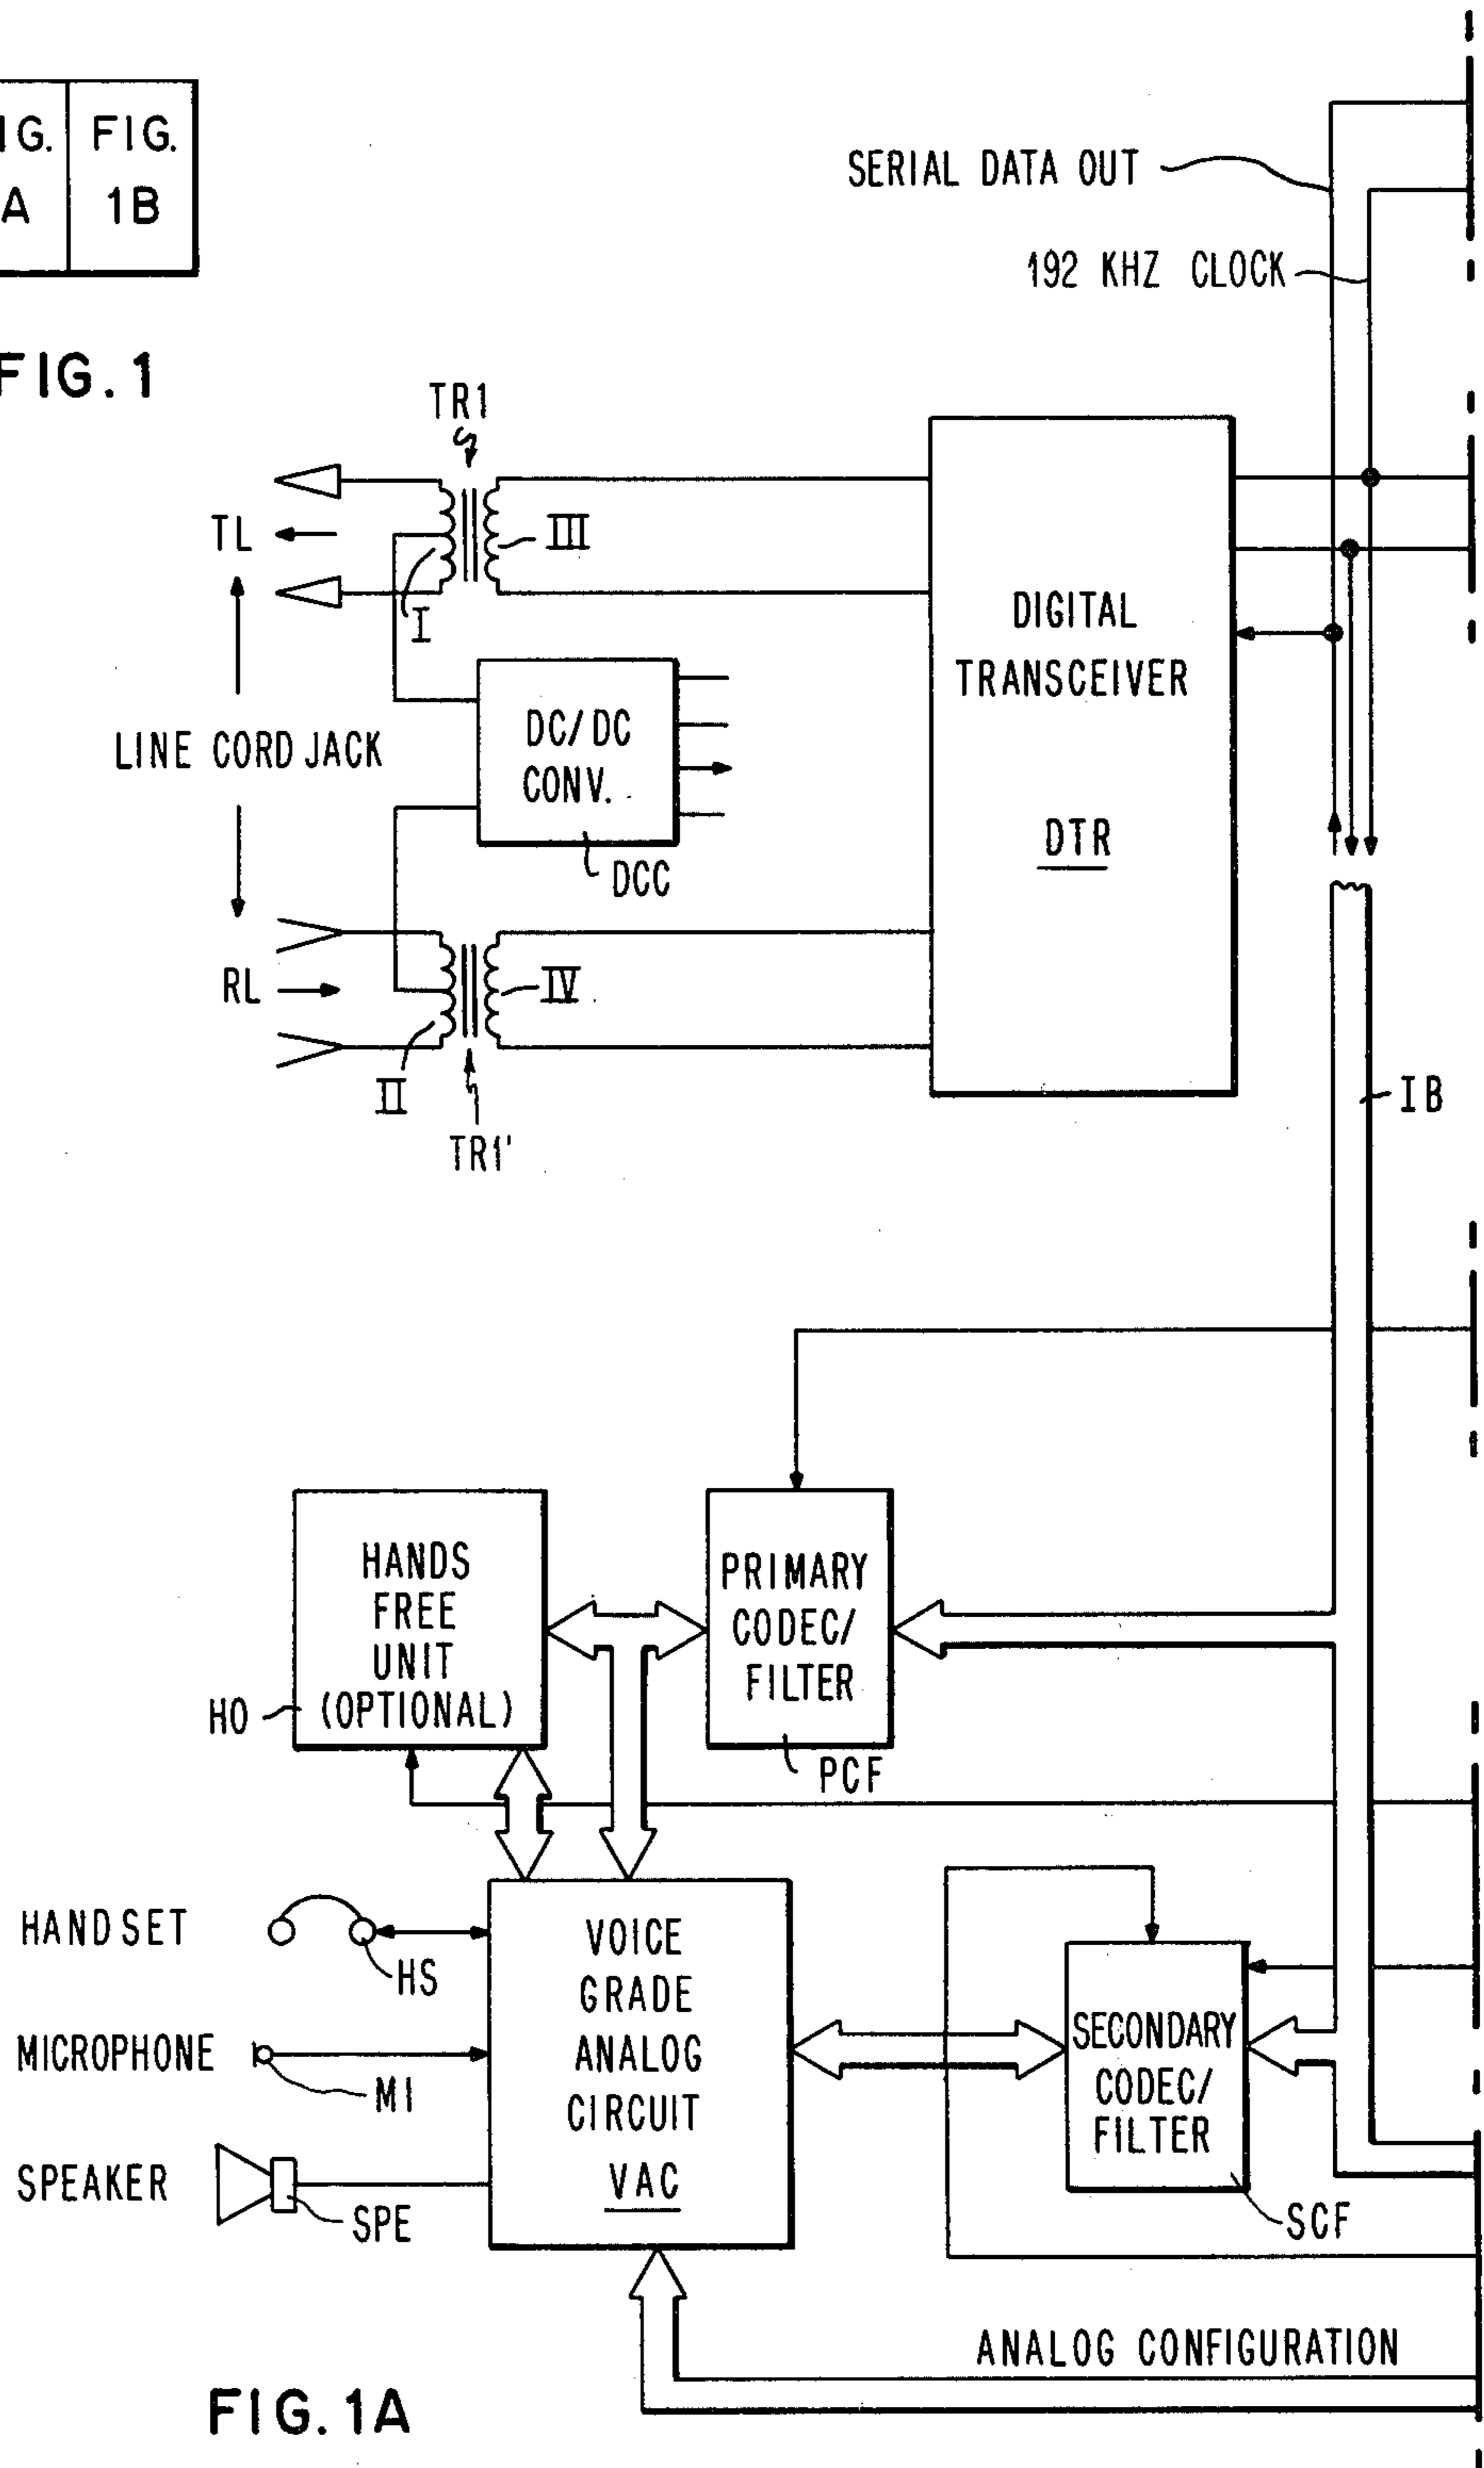 IG. FIG.
A 1B
FIG. 1
SERIAL DATA OUT
192 KHZ CLOCK
TR1
TL
III
I
DIGITAL
TRANSCEIVER
DTR
LINE CORD JACK
DC/DC
CONV.
DCC
RL
IV
II
TR1'
IB
HANDS
FREE
UNIT
(OPTIONAL)
HO
PRIMARY
CODEC/
FILTER
PCF
HANDSET
HS
MICROPHONE
MI
SPEAKER
SPE
VOICE
GRADE
ANALOG
CIRCUIT
VAC
SECONDARY
CODEC/
FILTER
SCF
ANALOG CONFIGURATION
FIG. 1A